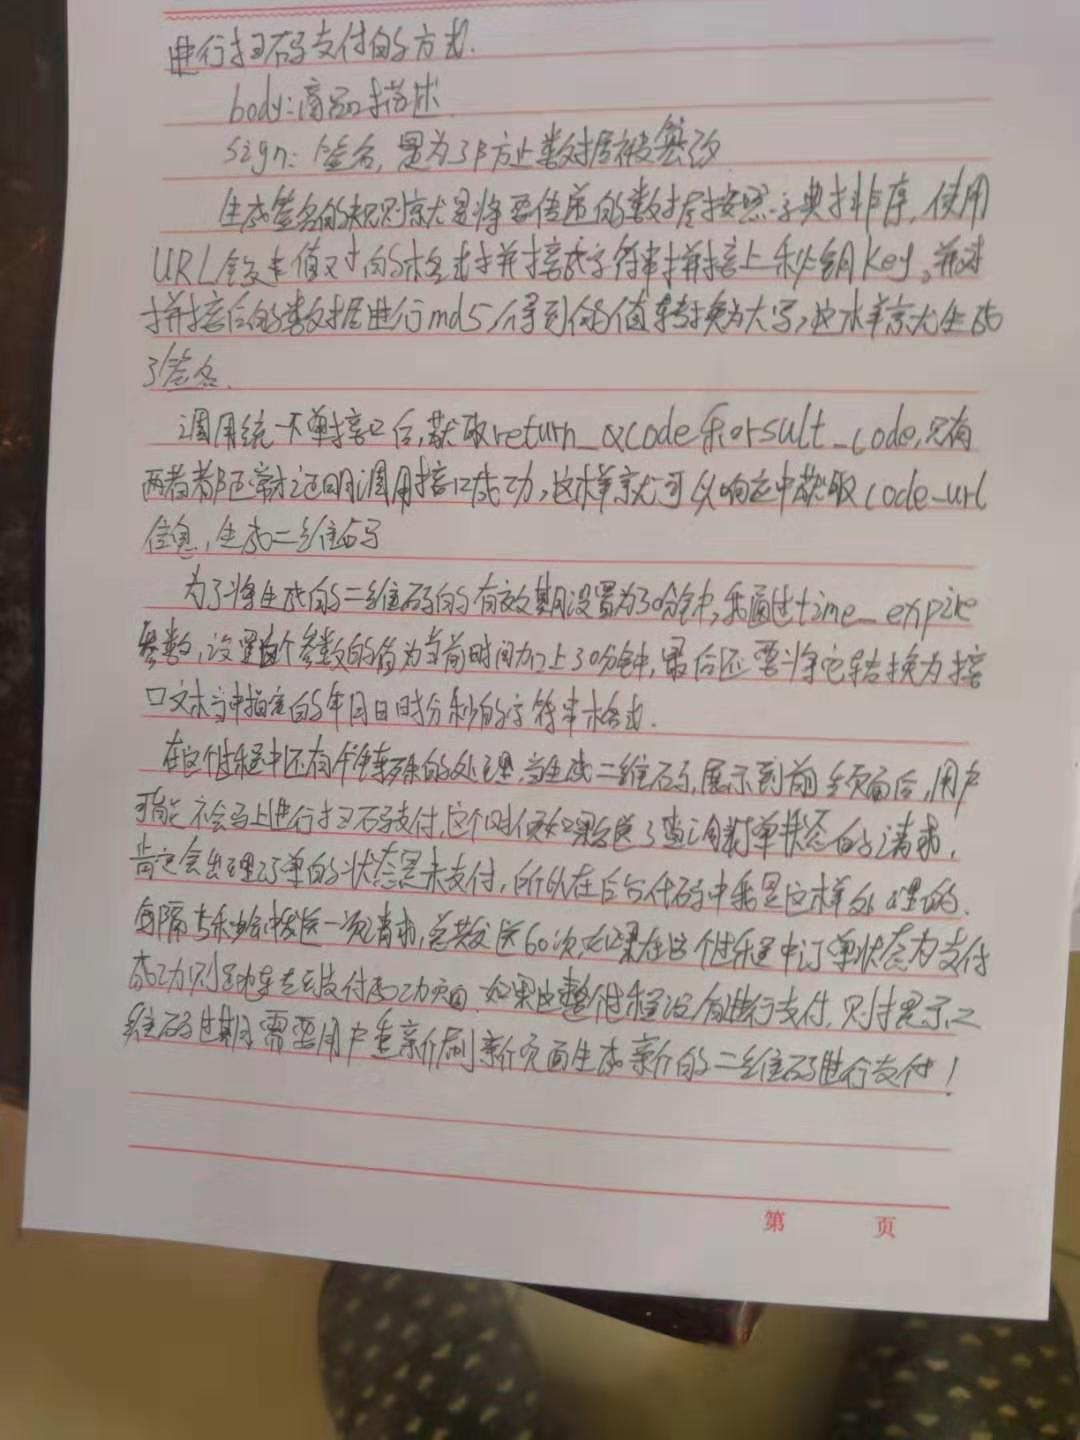 进行扫码支付的方式.
body:商品描述
sign:签名,是为了防止数据被篡改
生成签名的规则就是将要传递的数据按照字典排序,使用
URL键值对的格式拼接成字符串拼接上秘钥key,并对
拼接后的数据进行md5,得到的值转换为大写,这样就生成
了签名.
调用统一下单接口后,获取return_code和result_code,只有
两者都正常才证明调用接口成功,这样就可以响应中获取code_url
信息,生成二维码
为了将生成的二维码的有效期设置为30分钟,我通过time_expire
参数,设置这个参数的值为当前时间加上30分钟,最后还要将它转换为接
口文本当中指定的年月日时分秒的字符串格式.
在这个过程中还有个特殊的处理,当生成二维码,展示到前端页面后,用户
可能不会马上进行扫码支付,这个时候如果发送了查询订单状态的请求,
肯定会出现订单的状态是未支付,所以在后台代码中我是这样处理的.
每隔5秒钟发送一次请求,总共发送60次,如果在这个过程中订单状态为支付
成功则跳转去支付成功页面.如果这整个过程没有进行支付,则提示二
维码过期需要用户重新刷新页面生成新的二维码进行支付!
第 页